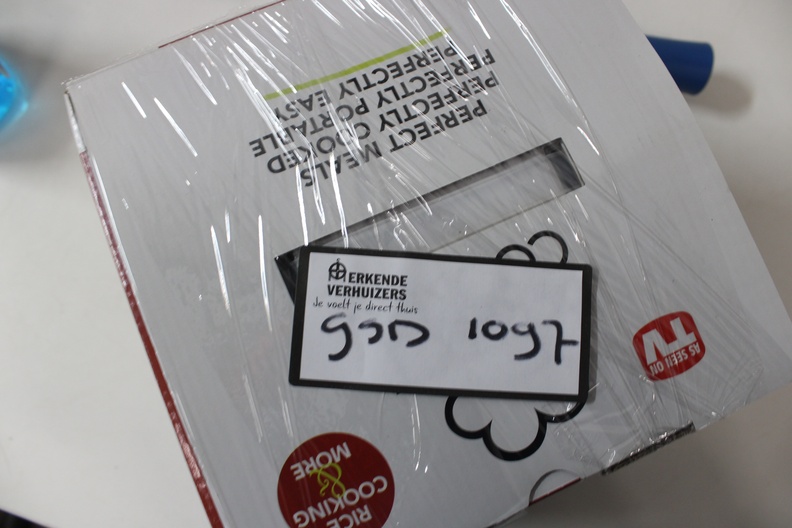 PERFECT MEALS
PERFECTLY COOKED
PERFECTLY PORTABLE
PERFECTLY EASY
ERKENDE
VERHUIZERS
Je voelt je direct thuis
1097
AS SEEN ON
TV
RICE
COOKING
&
MORE